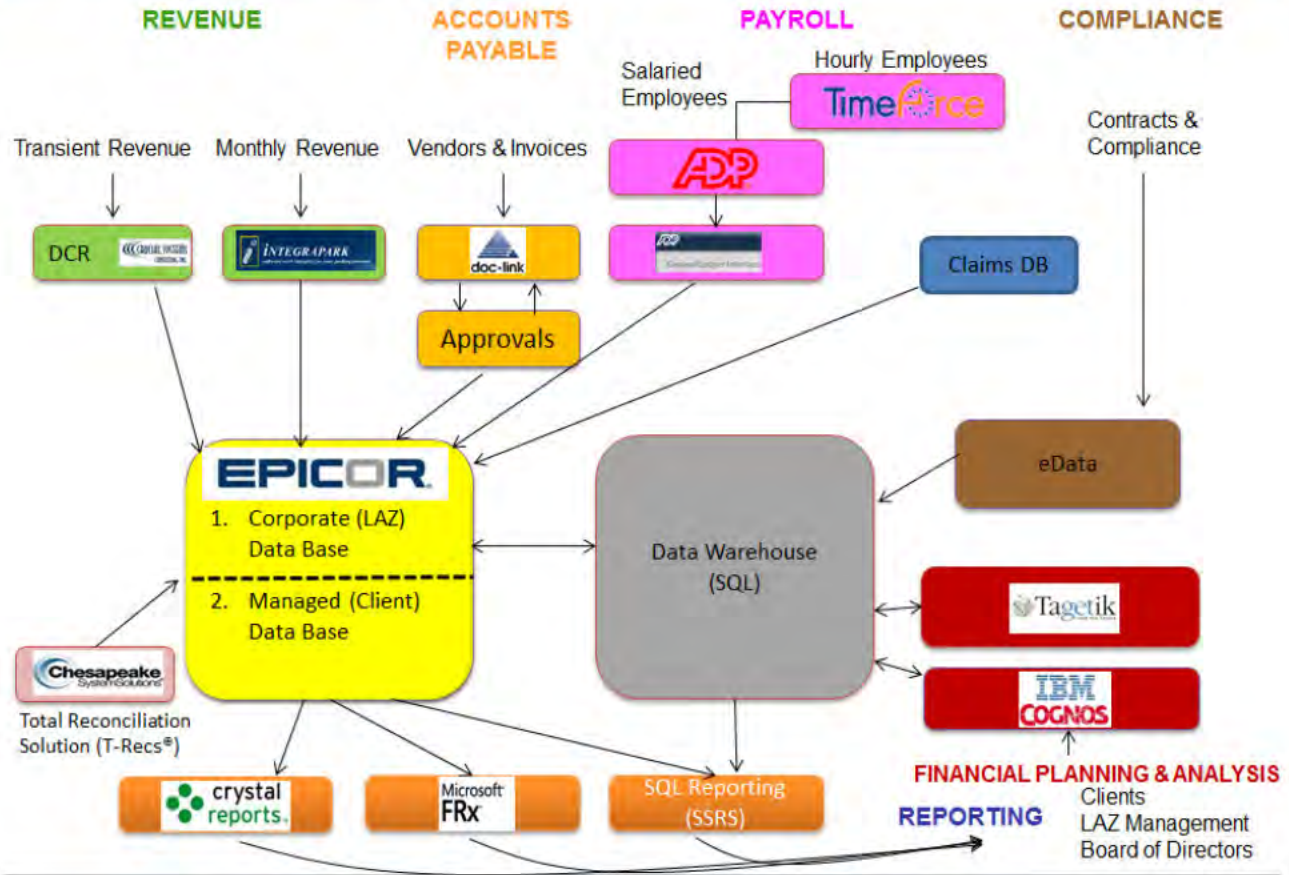 REVENUE
ACCOUNTS
PAYABLE
PAYROLL
COMPLIANCE
Salaried
Employees
Hourly Employees
TimeForce
Contracts &
Compliance
Transient Revenue
Monthly Revenue
Vendors & Invoices
ADP
DCR
INTEGRAPARK
doc-link
ADP
Claims DB
Approvals
EPICOR
1. Corporate (LAZ)
Data Base
2. Managed (Client)
Data Base
Data Warehouse
(SQL)
eData
Tagetik
IBM
COGNOS
Chesapeake
System Solutions
Total Reconciliation
Solution (T-Recs®)
crystal
reports
Microsoft
FRx
SQL Reporting
(SSRS)
FINANCIAL PLANNING & ANALYSIS
REPORTING
Clients
LAZ Management
Board of Directors